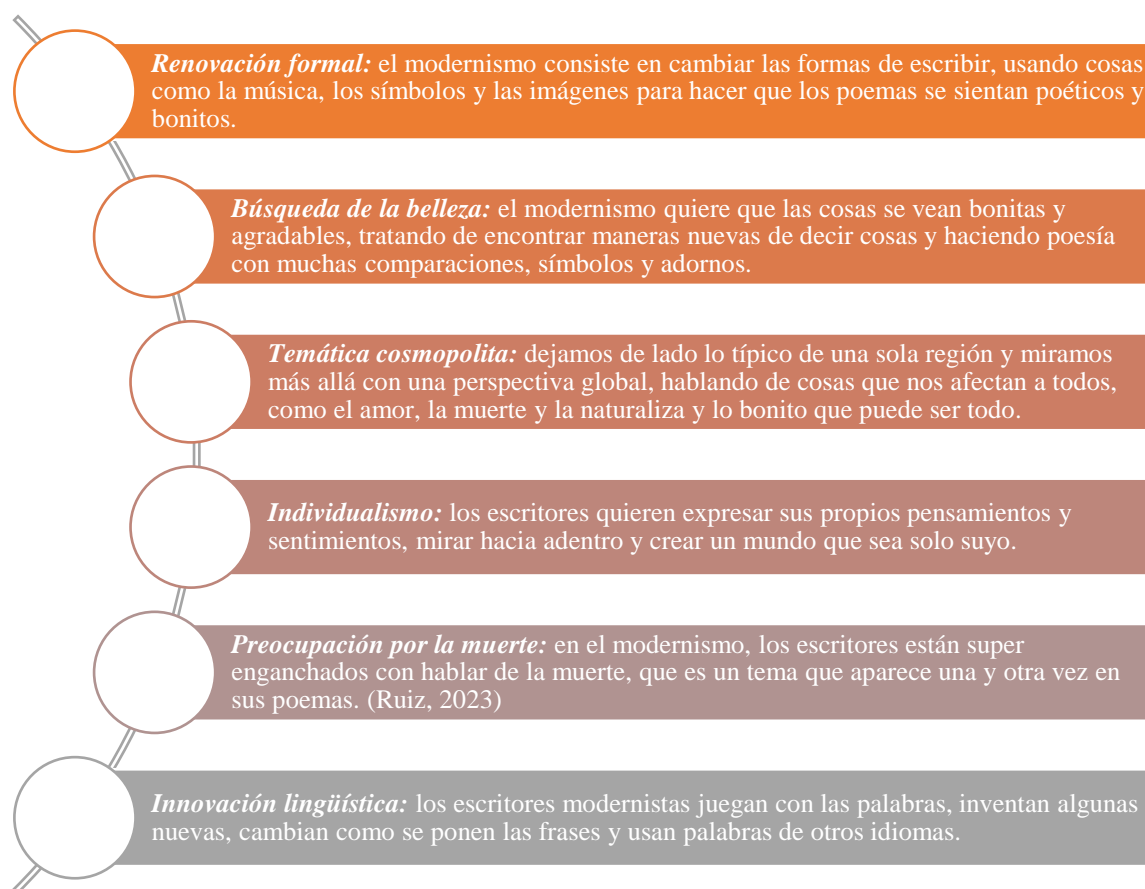 Renovación formal: el modernismo consiste en cambiar las formas de escribir, usando cosas
como la música, los símbolos y las imágenes para hacer que los poemas se sientan poéticos y
bonitos.
Búsqueda de la belleza: el modernismo quiere que las cosas se vean bonitas y
agradables, tratando de encontrar maneras nuevas de decir cosas y haciendo poesía
con muchas comparaciones, símbolos y adornos.
Temática cosmopolita: dejamos de lado lo típico de una sola región y miramos
más allá con una perspectiva global, hablando de cosas que nos afectan a todos,
como el amor, la muerte y la naturaliza y lo bonito que puede ser todo.
Individualismo: los escritores quieren expresar sus propios pensamientos y
sentimientos, mirar hacia adentro y crear un mundo que sea solo suyo.
Preocupación por la muerte: en el modernismo, los escritores están super
enganchados con hablar de la muerte, que es un tema que aparece una y otra vez en
sus poemas. (Ruiz, 2023)
Innovación lingüística: los escritores modernistas juegan con las palabras, inventan algunas
nuevas, cambian como se ponen las frases y usan palabras de otros idiomas.